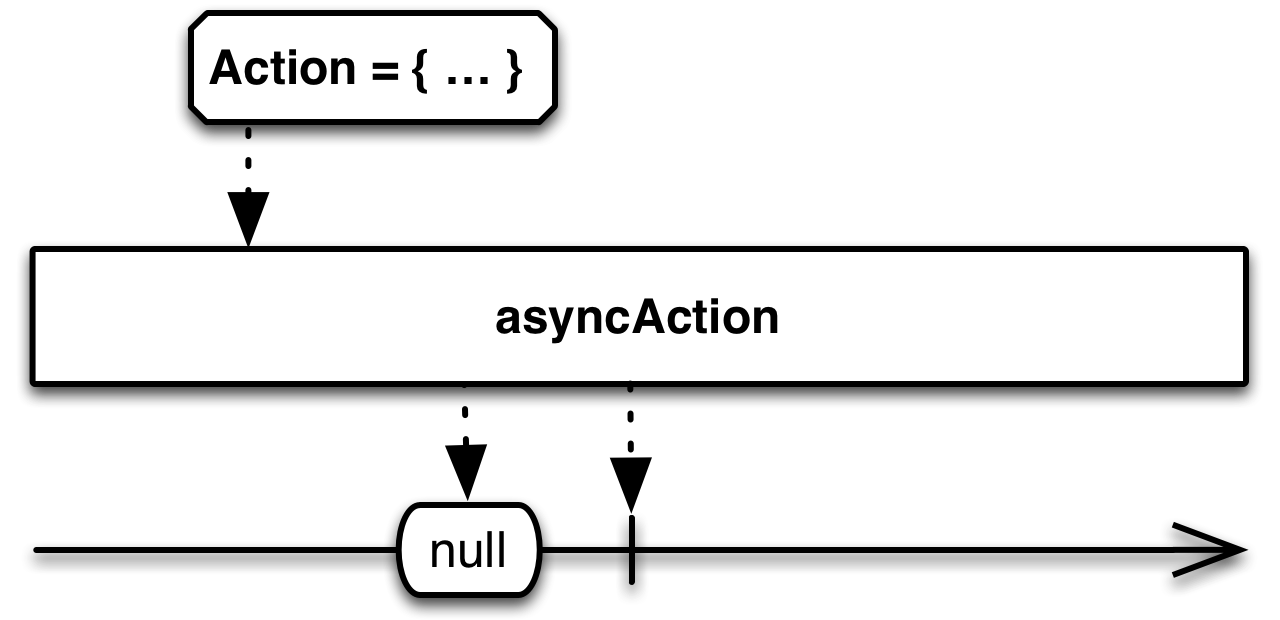 Action = { ... }
asyncAction
null